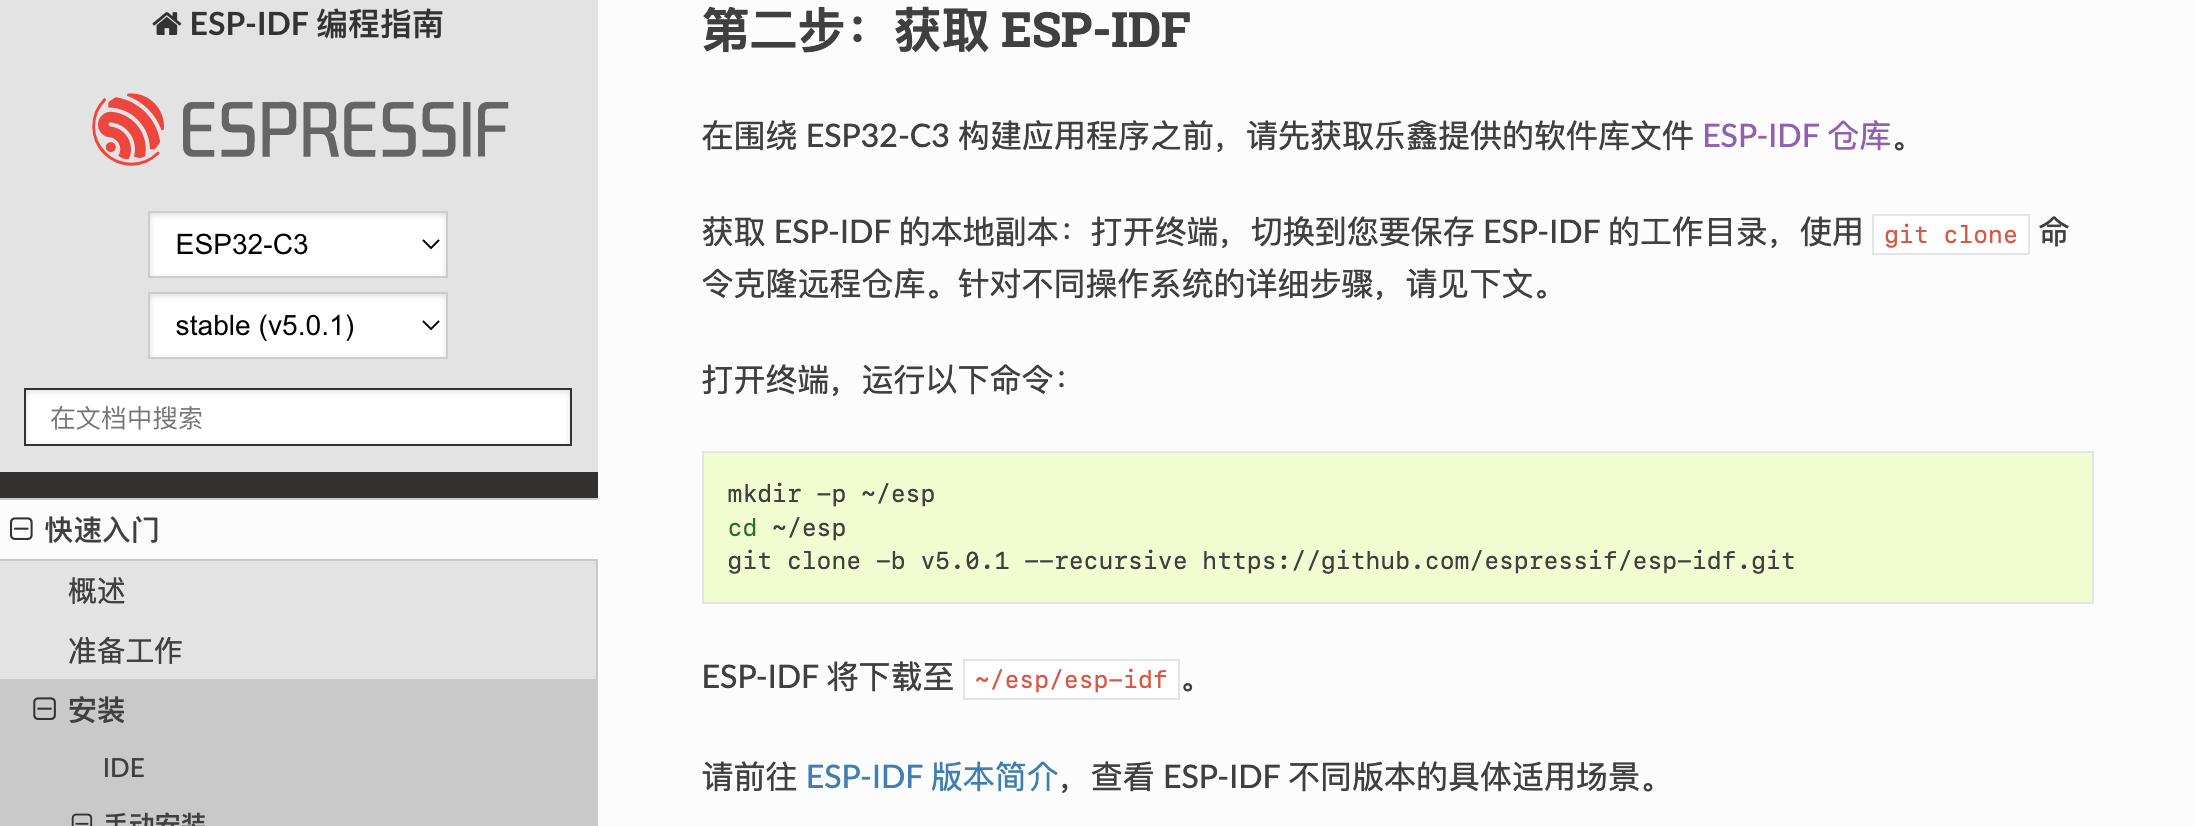 ESP-IDF 编程指南
ESPRESSIF
ESP32-C3
stable (v5.0.1)
在文档中搜索
快速入门
概述
准备工作
安装
IDE
手动安装
第二步：获取 ESP-IDF
在围绕 ESP32-C3 构建应用程序之前，请先获取乐鑫提供的软件库文件 ESP-IDF 仓库。
获取 ESP-IDF 的本地副本：打开终端，切换到您要保存 ESP-IDF 的工作目录，使用 git clone 命
令克隆远程仓库。针对不同操作系统的详细步骤，请见下文。
打开终端，运行以下命令：
mkdir -p ~/esp
cd ~/esp
git clone -b v5.0.1 --recursive https://github.com/espressif/esp-idf.git
ESP-IDF 将下载至 ~/esp/esp-idf 。
请前往 ESP-IDF 版本简介，查看 ESP-IDF 不同版本的具体适用场景。